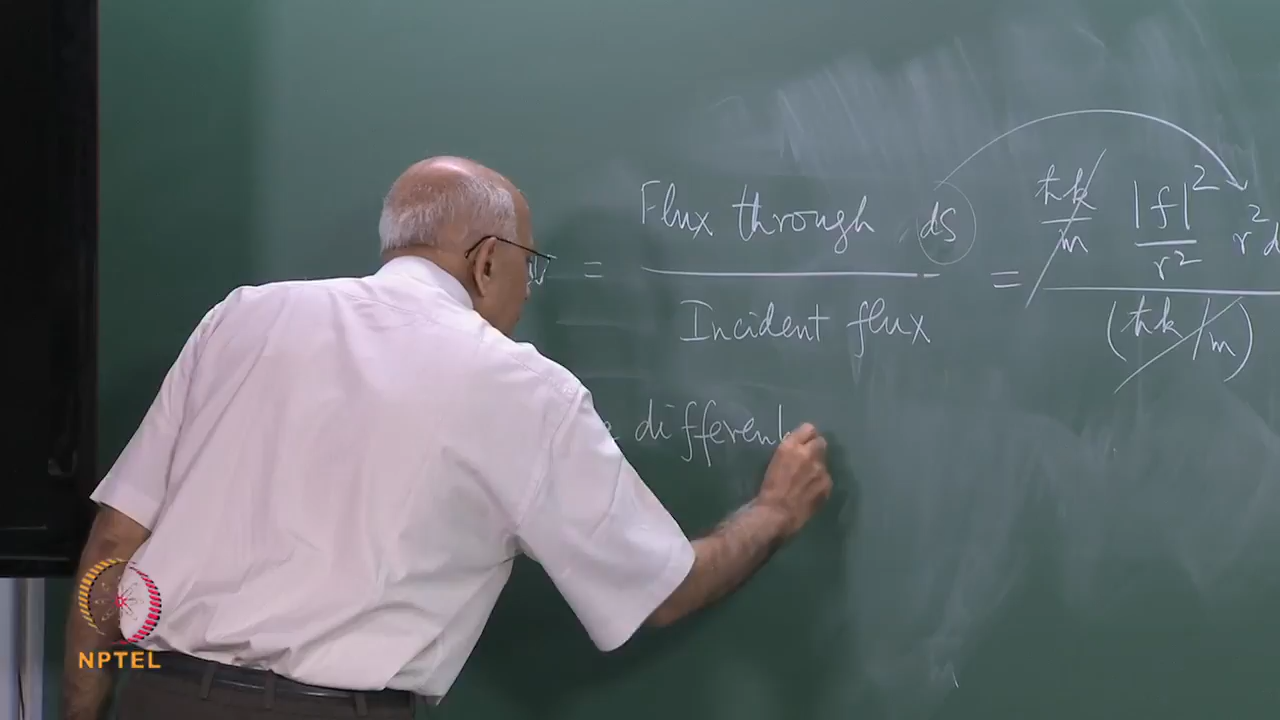 = Flux through dS / Incident flux = ħk/m |f|²/r² r² d / (ħk/m)
differen
NPTEL